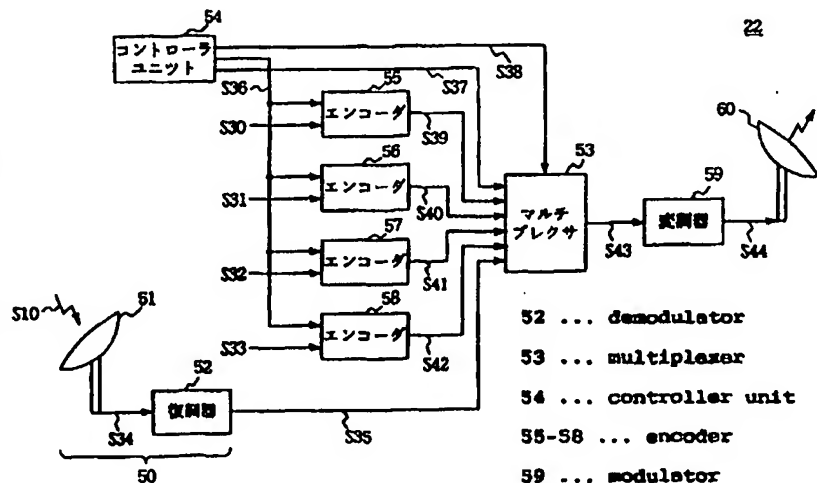 54
22
コントローラ
ユニット
S38
S37
S36
55
エンコーダ
S30
S39
60
56
エンコーダ
S31
S40
53
マルチ
プレクサ
59
変調器
S43
S44
57
エンコーダ
S32
S41
58
エンコーダ
S33
S42
S10
51
52
復調器
S34
S35
50
52 ... demodulator
53 ... multiplexer
54 ... controller unit
55-58 ... encoder
59 ... modulator